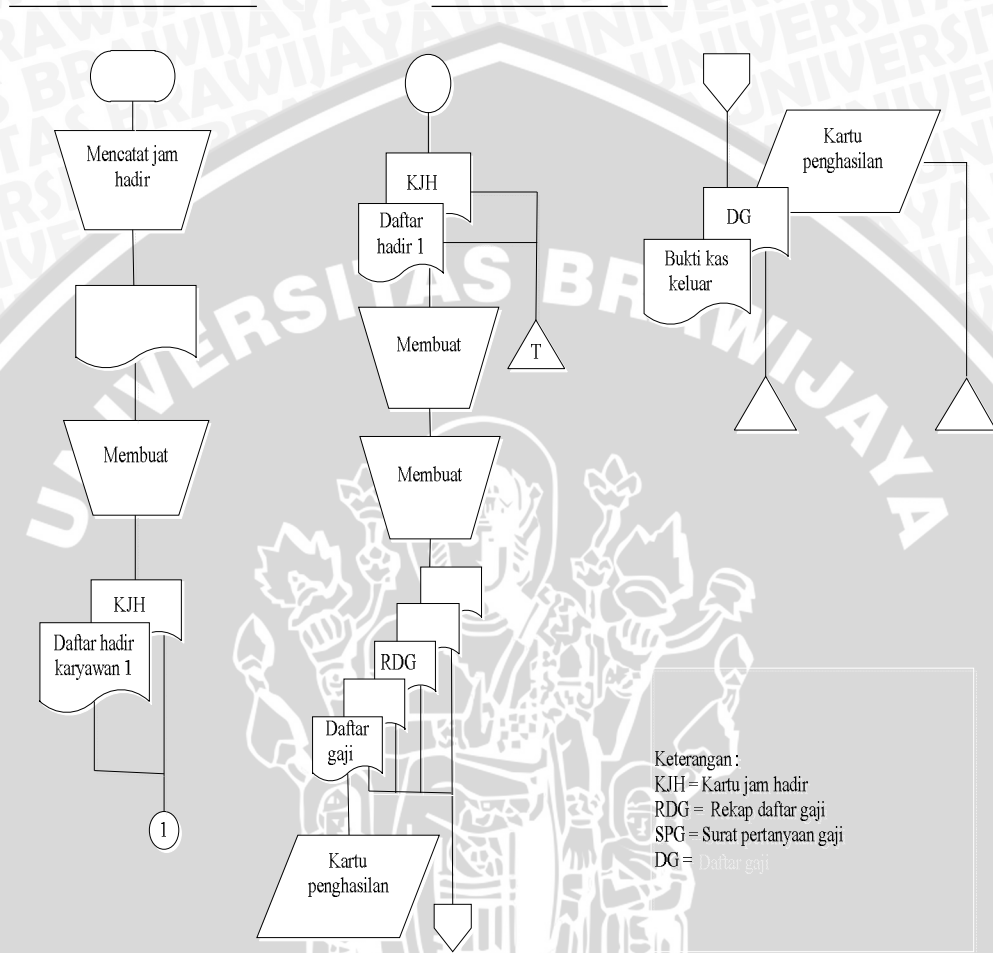 Mencatat jam
hadir
Membuat
KJH
Daftar hadir
karyawan 1
1
KJH
Daftar
hadir 1
T
Membuat
Membuat
RDG
Daftar
gaji
Kartu
penghasilan
Kartu
penghasilan
DG
Bukti kas
keluar
Keterangan :
KJH = Kartu jam hadir
RDG = Rekap daftar gaji
SPG = Surat pertanyaan gaji
DG = Daftar gaji
UNIVERSITAS BRAWIJAYA